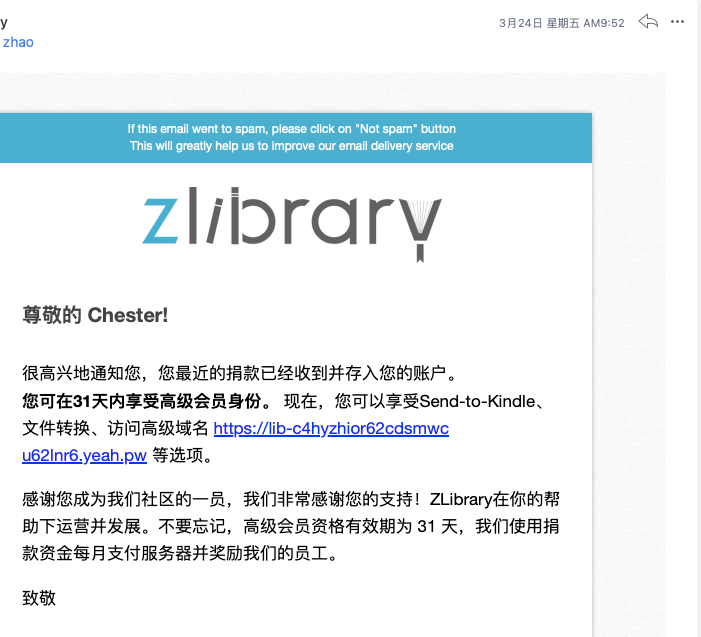 y
3月24日 星期五 AM9:52
zhao
If this email went to spam, please click on "Not spam" button
This will greatly help us to improve our email delivery service
zlibrary
尊敬的 Chester!
很高兴地通知您，您最近的捐款已经收到并存入您的账户。
您可在31天内享受高级会员身份。 现在，您可以享受Send-to-Kindle、
文件转换、访问高级域名 https://lib-c4hyzhior62cdsmwc
u62lnr6.yeah.pw 等选项。
感谢您成为我们社区的一员，我们非常感谢您的支持！ZLibrary在你的帮
助下运营并发展。不要忘记，高级会员资格有效期为 31 天，我们使用捐
款资金每月支付服务器并奖励我们的员工。
致敬